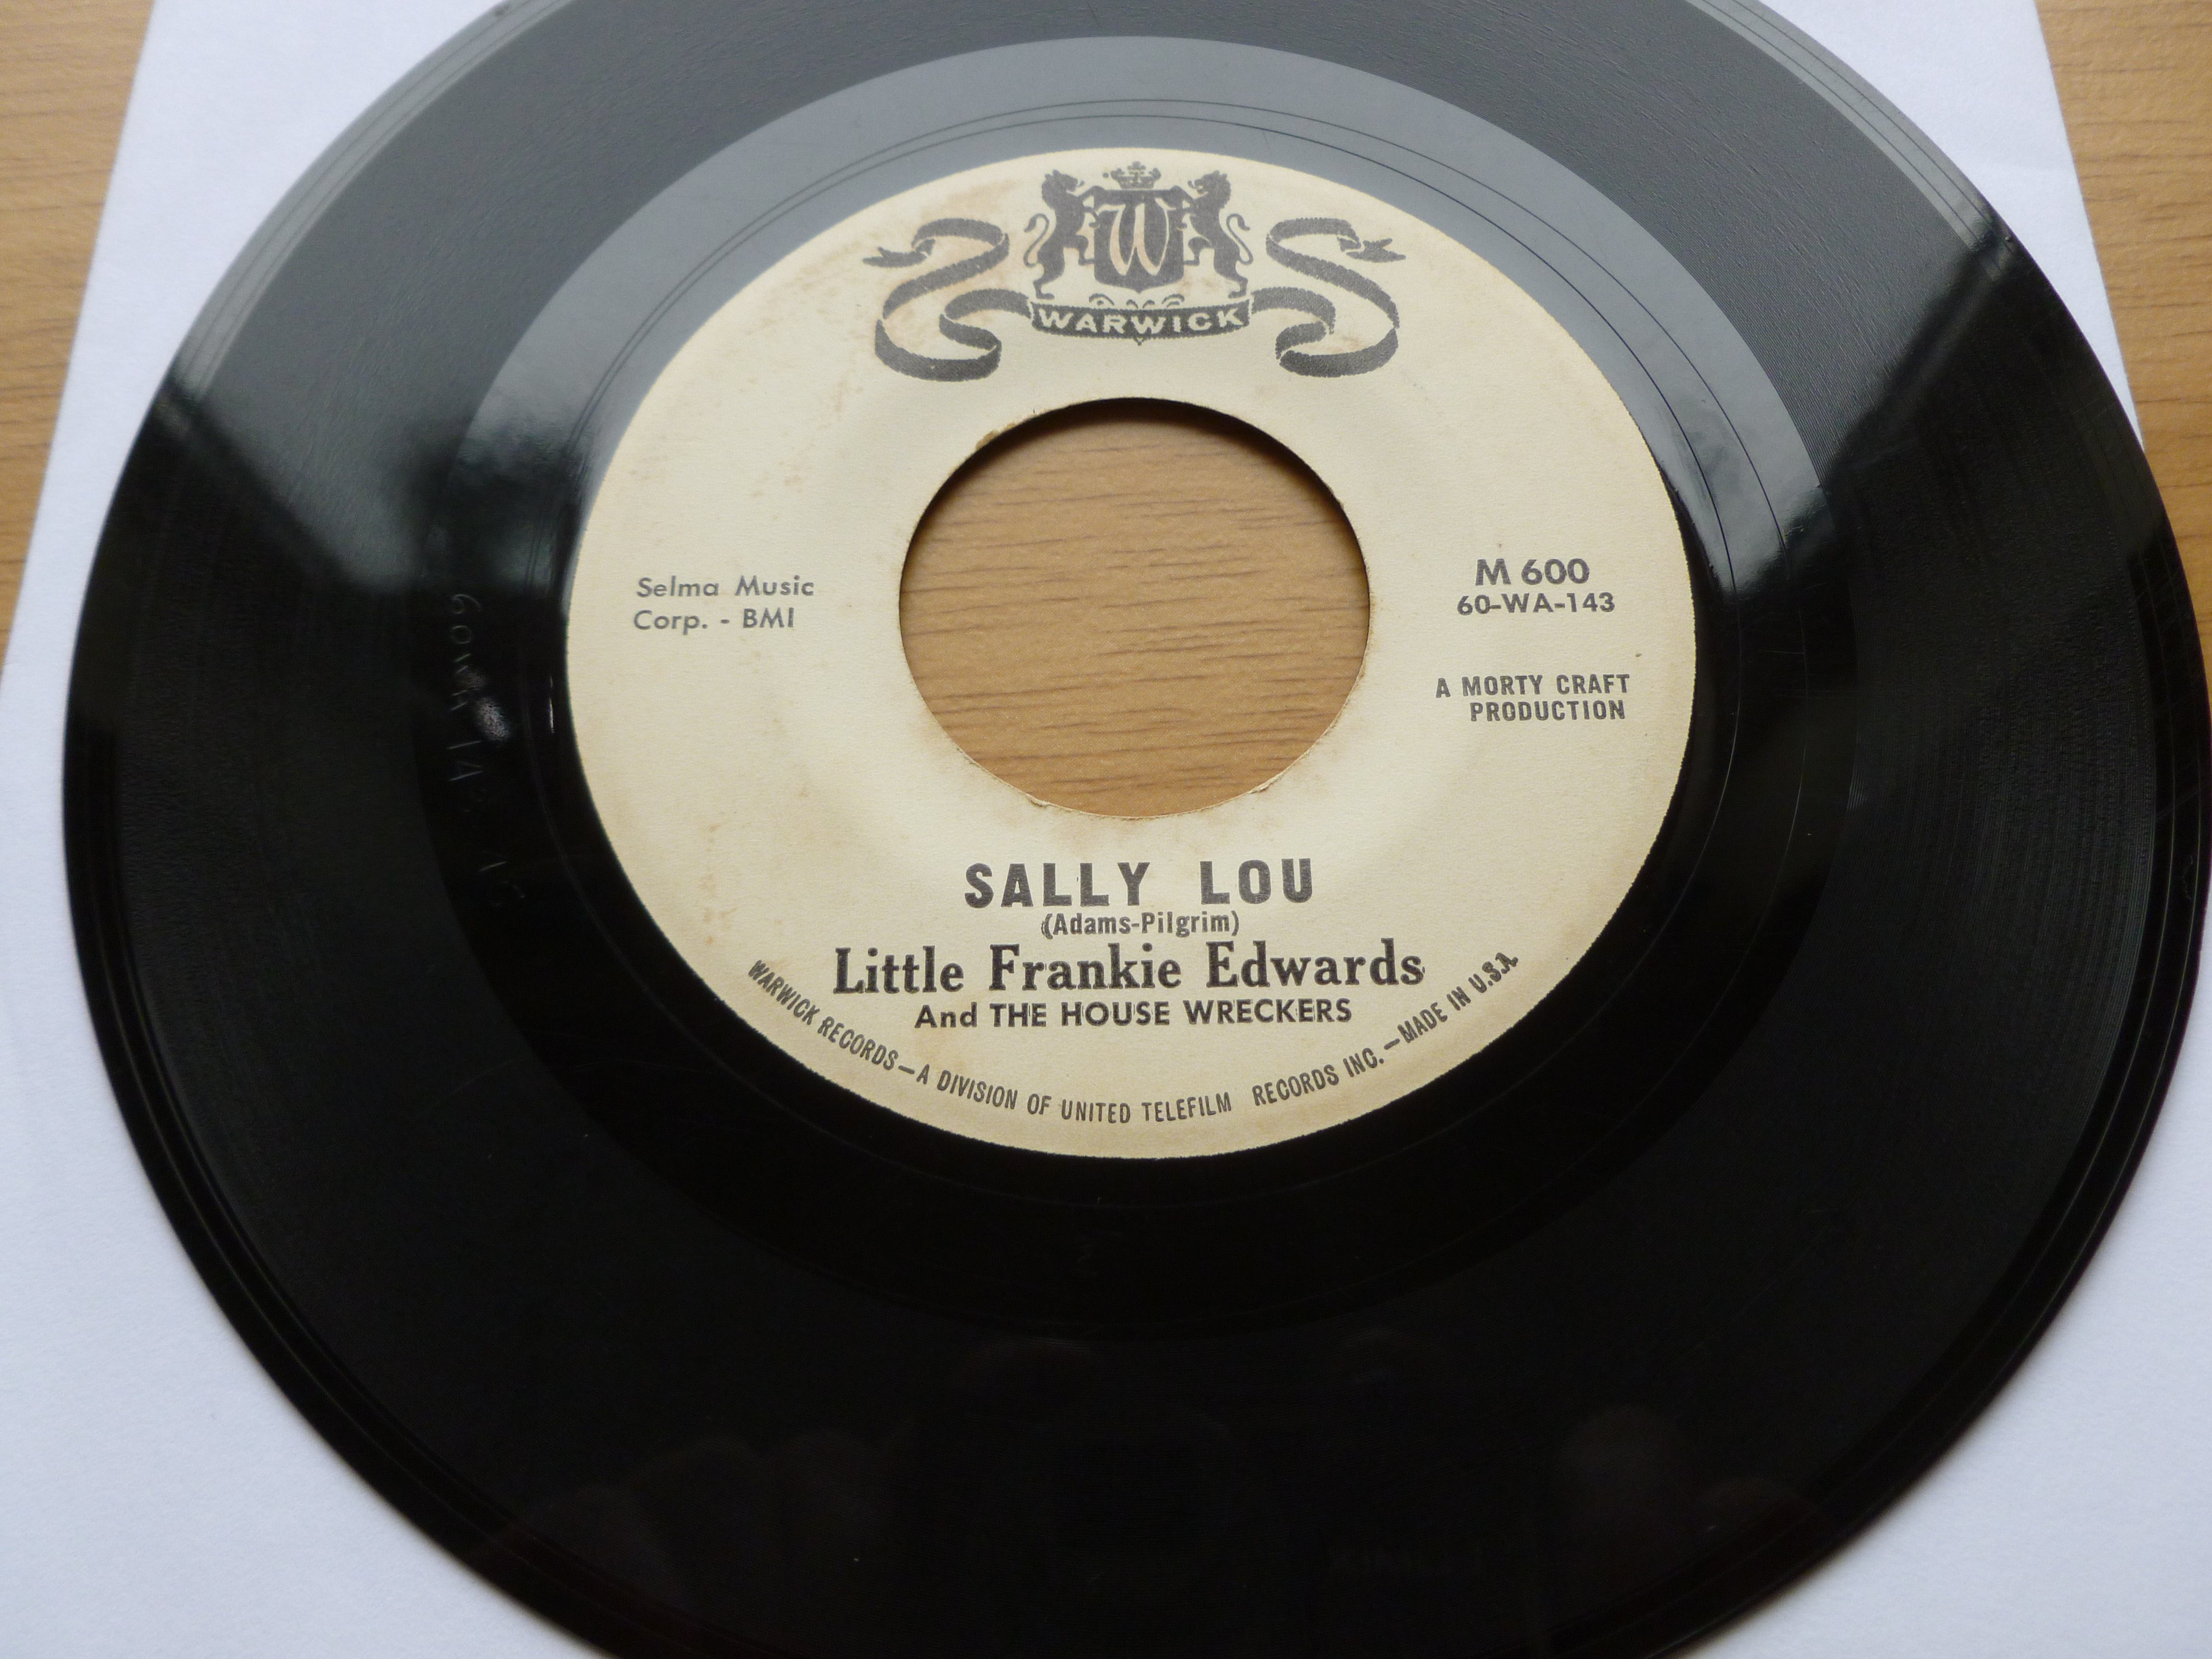 W
WARWICK
Selma Music
Corp. - BMI
M 600
60-WA-143
A MORTY CRAFT
PRODUCTION
SALLY LOU
(Adams-Pilgrim)
Little Frankie Edwards
And THE HOUSE WRECKERS
WARWICK RECORDS—A DIVISION OF UNITED TELEFILM RECORDS INC.—MADE IN U.S.A.